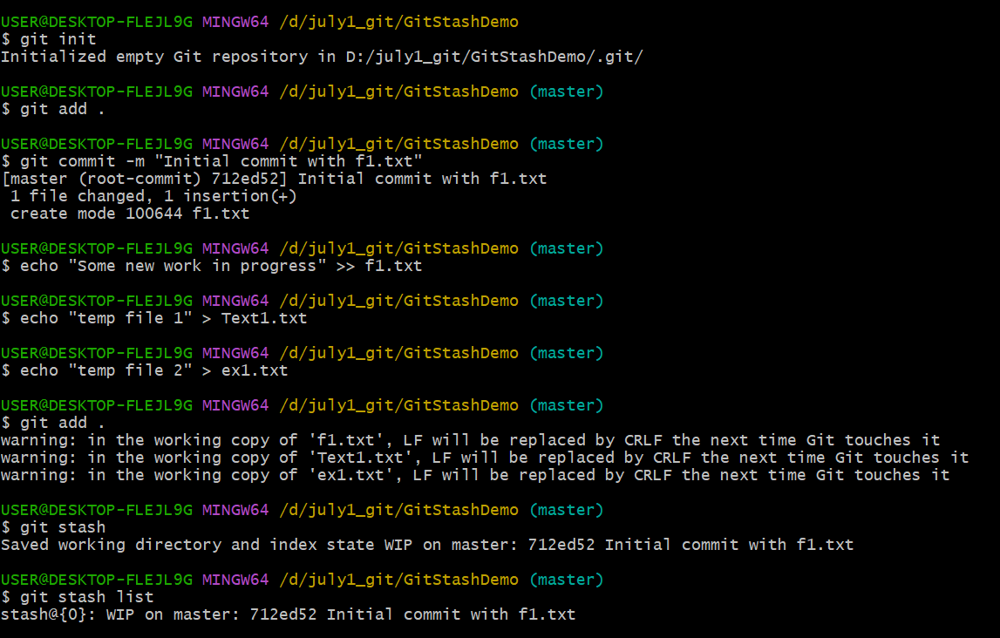 USER@DESKTOP-FLEJL9G MINGW64 /d/july1_git/GitStashDemo
$ git init
Initialized empty Git repository in D:/july1_git/GitStashDemo/.git/
USER@DESKTOP-FLEJL9G MINGW64 /d/july1_git/GitStashDemo (master)
$ git add .
USER@DESKTOP-FLEJL9G MINGW64 /d/july1_git/GitStashDemo (master)
$ git commit -m "Initial commit with f1.txt"
[master (root-commit) 712ed52] Initial commit with f1.txt
 1 file changed, 1 insertion(+)
 create mode 100644 f1.txt
USER@DESKTOP-FLEJL9G MINGW64 /d/july1_git/GitStashDemo (master)
$ echo "Some new work in progress" >> f1.txt
USER@DESKTOP-FLEJL9G MINGW64 /d/july1_git/GitStashDemo (master)
$ echo "temp file 1" > Text1.txt
USER@DESKTOP-FLEJL9G MINGW64 /d/july1_git/GitStashDemo (master)
$ echo "temp file 2" > ex1.txt
USER@DESKTOP-FLEJL9G MINGW64 /d/july1_git/GitStashDemo (master)
$ git add .
warning: in the working copy of 'f1.txt', LF will be replaced by CRLF the next time Git touches it
warning: in the working copy of 'Text1.txt', LF will be replaced by CRLF the next time Git touches it
warning: in the working copy of 'ex1.txt', LF will be replaced by CRLF the next time Git touches it
USER@DESKTOP-FLEJL9G MINGW64 /d/july1_git/GitStashDemo (master)
$ git stash
Saved working directory and index state WIP on master: 712ed52 Initial commit with f1.txt
USER@DESKTOP-FLEJL9G MINGW64 /d/july1_git/GitStashDemo (master)
$ git stash list
stash@{0}: WIP on master: 712ed52 Initial commit with f1.txt